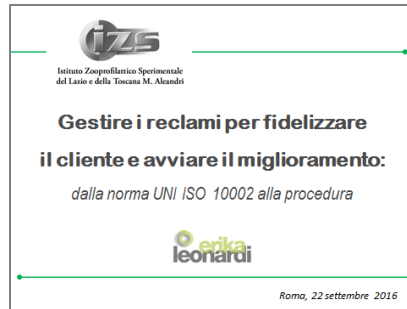 izs
Istituto Zooprofilattico Sperimentale
del Lazio e della Toscana M. Aleandri
Gestire i reclami per fidelizzare
il cliente e avviare il miglioramento:
dalla norma UNI ISO 10002 alla procedura
erika
leonardi
Roma, 22 settembre 2016